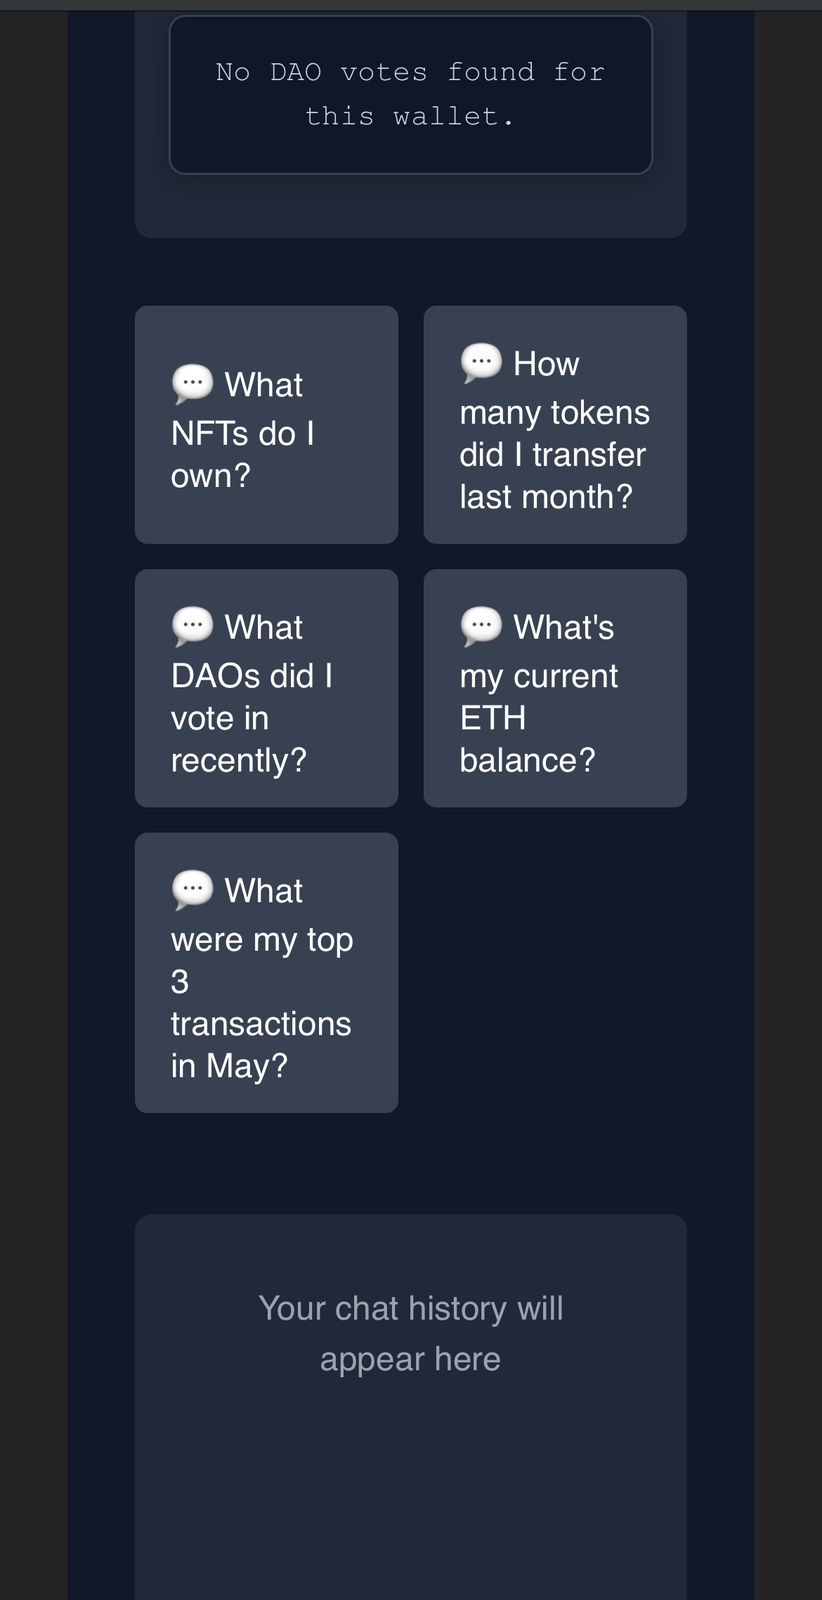 No DAO votes found for
this wallet.
💬 What
NFTs do I
own?
💬 How
many tokens
did I transfer
last month?
💬 What
DAOs did I
vote in
recently?
💬 What's
my current
ETH
balance?
💬 What
were my top
3
transactions
in May?
Your chat history will
appear here